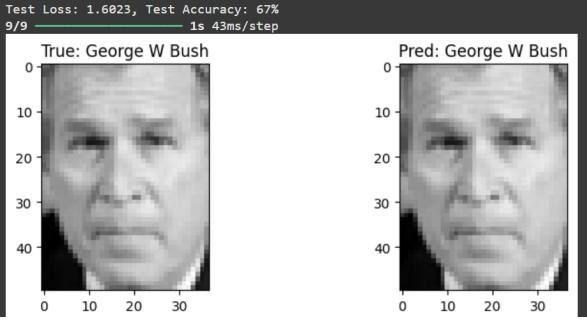 Test Loss: 1.6023, Test Accuracy: 67%
9/9 ━━━━━━━━━━━━━━━━━━━━ 1s 43ms/step
True: George W Bush
0
10
20
30
40
0 10 20 30
Pred: George W Bush
0
10
20
30
40
0 10 20 30